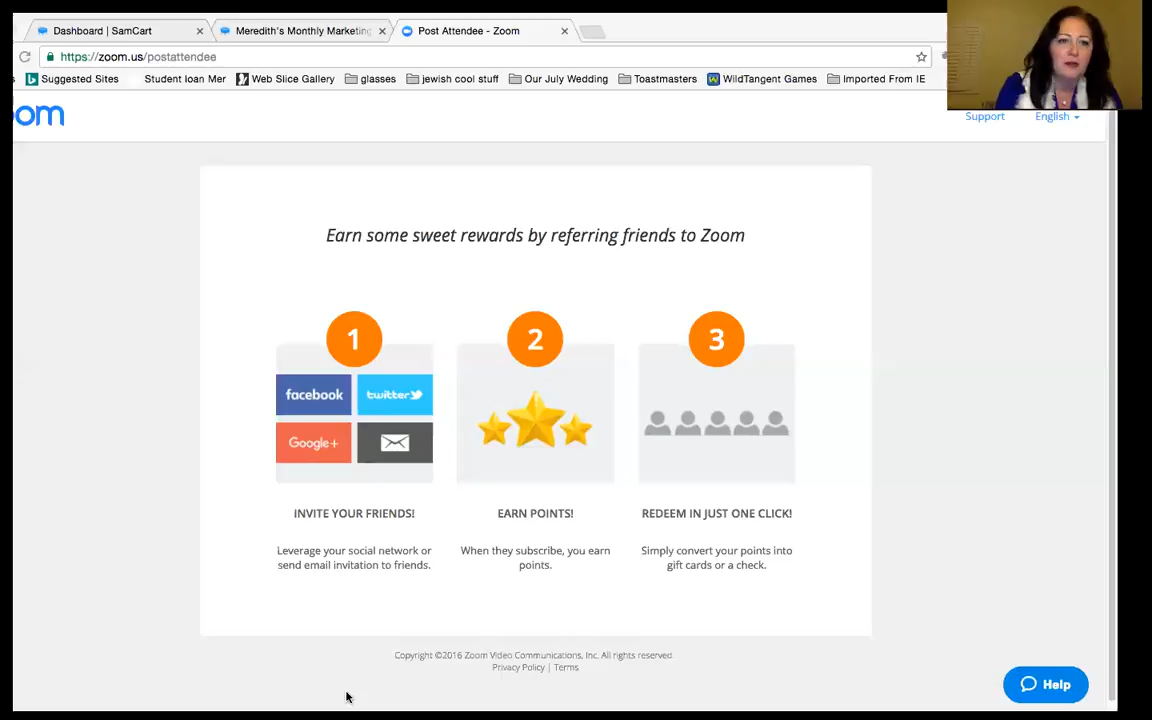 Dashboard | SamCart
Meredith's Monthly Marketing
Post Attendee - Zoom
https://zoom.us/postattendee
Suggested Sites
Student loan Mer
Web Slice Gallery
glasses
jewish cool stuff
Our July Wedding
Toastmasters
WildTangent Games
Imported From IE
oom
Support
English
Earn some sweet rewards by referring friends to Zoom
1
2
3
facebook
twitter
Google+
INVITE YOUR FRIENDS!
EARN POINTS!
REDEEM IN JUST ONE CLICK!
Leverage your social network or
send email invitation to friends.
When they subscribe, you earn
points.
Simply convert your points into
gift cards or a check.
Copyright ©2016 Zoom Video Communications, Inc. All rights reserved.
Privacy Policy | Terms
Help